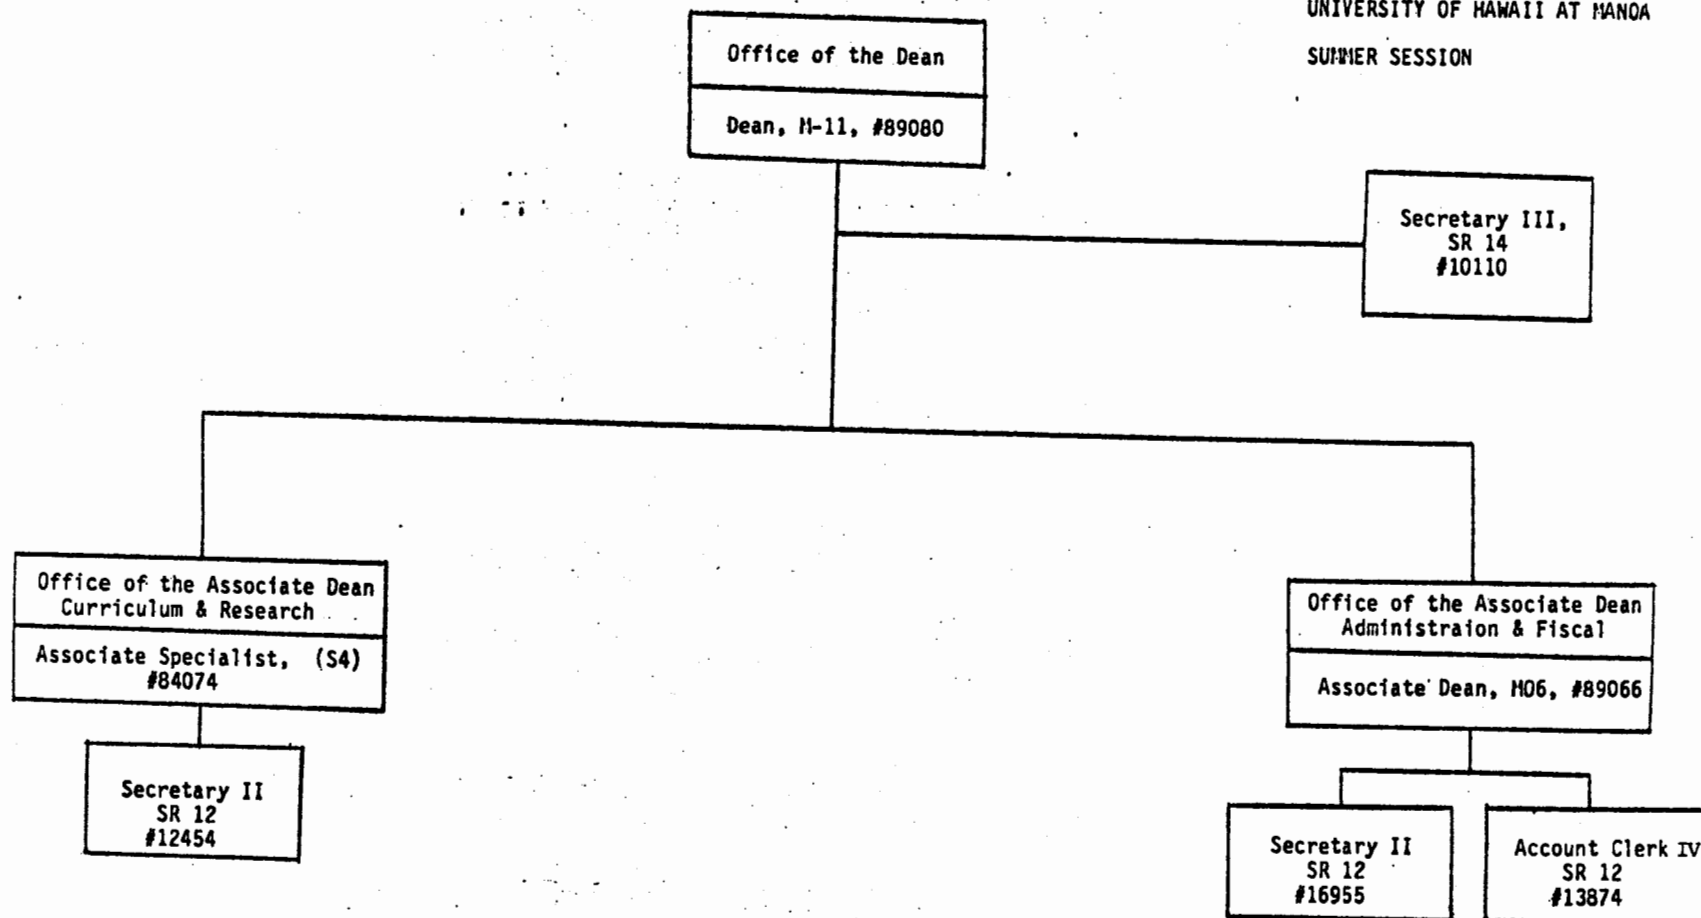 UNIVERSITY OF HAWAII AT MANOA
SUMMER SESSION
Office of the Dean
Dean, M-11, #89080
Secretary III,
SR 14
#10110
Office of the Associate Dean
Curriculum & Research
Associate Specialist, (S4)
#84074
Secretary II
SR 12
#12454
Office of the Associate Dean
Administraion & Fiscal
Associate Dean, M06, #89066
Secretary II
SR 12
#16955
Account Clerk IV
SR 12
#13874